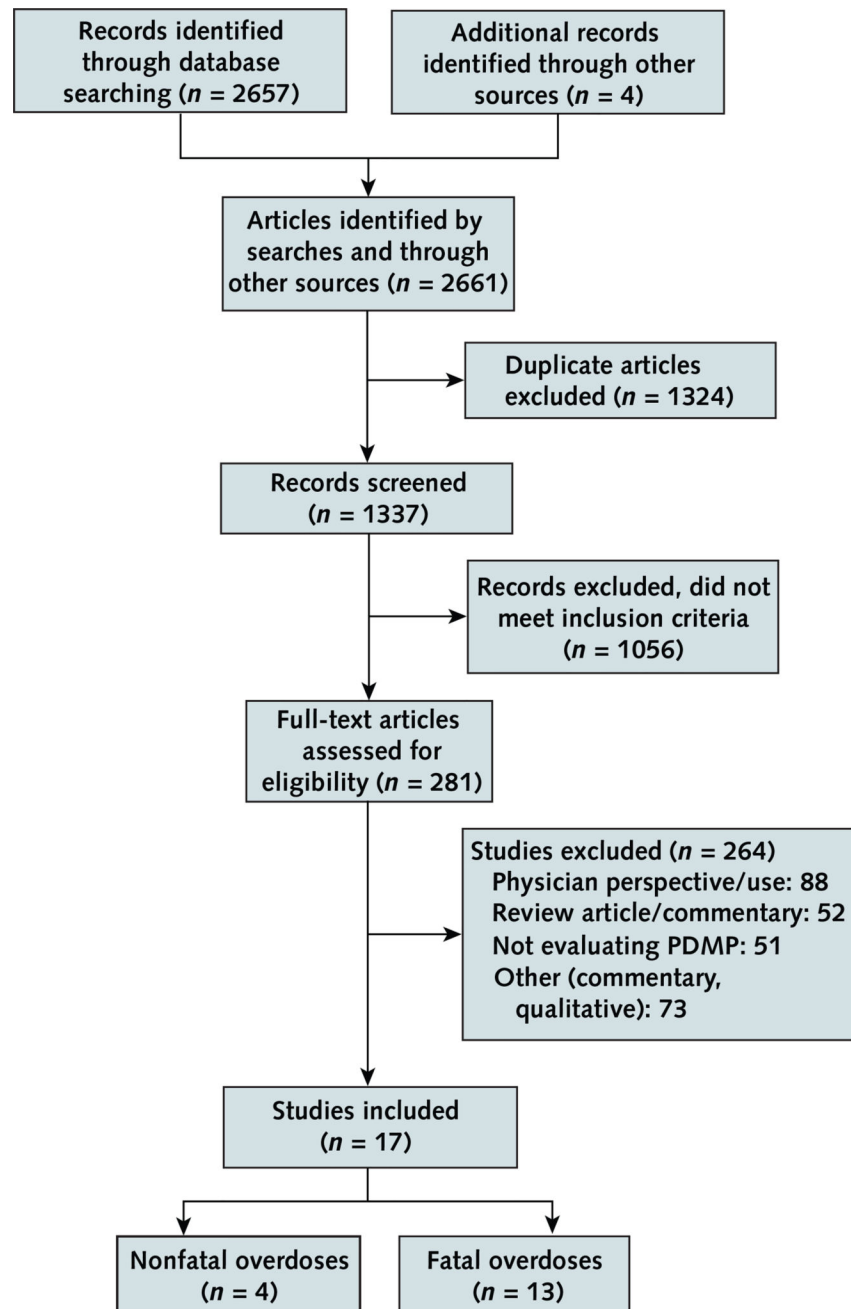 Records identified
through database
searching (n = 2657)
Additional records
identified through other
sources (n = 4)
Articles identified by
searches and through
other sources (n = 2661)
Duplicate articles
excluded (n = 1324)
Records screened
(n = 1337)
Records excluded, did not
meet inclusion criteria
(n = 1056)
Full-text articles
assessed for
eligibility (n = 281)
Studies excluded (n = 264)
Physician perspective/use: 88
Review article/commentary: 52
Not evaluating PDMP: 51
Other (commentary,
qualitative): 73
Studies included
(n = 17)
Nonfatal overdoses
(n = 4)
Fatal overdoses
(n = 13)